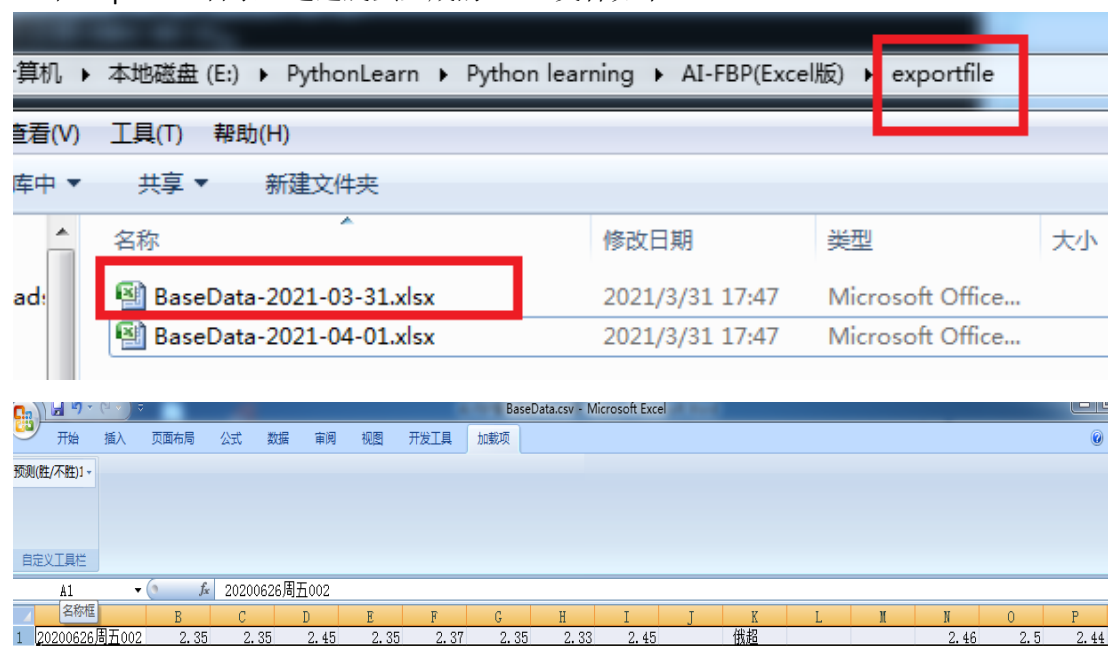 算机 ▸ 本地磁盘 (E:) ▸ PythonLearn ▸ Python learning ▸ AI-FBP(Excel版) ▸ exportfile
查看(V) 工具(T) 帮助(H)
库中 ▾ 共享 ▾ 新建文件夹
名称 修改日期 类型 大小
BaseData-2021-03-31.xlsx 2021/3/31 17:47 Microsoft Office...
BaseData-2021-04-01.xlsx 2021/3/31 17:47 Microsoft Office...
BaseData.csv - Microsoft Excel
开始 插入 页面布局 公式 数据 审阅 视图 开发工具 加载项
预测(胜/不胜)1
自定义工具栏
A1 fx 20200626周五002
名称框 B C D E F G H I J K L M N O P
1 20200626周五002 2.35 2.35 2.45 2.35 2.37 2.35 2.33 2.45 俄超 2.46 2.5 2.44